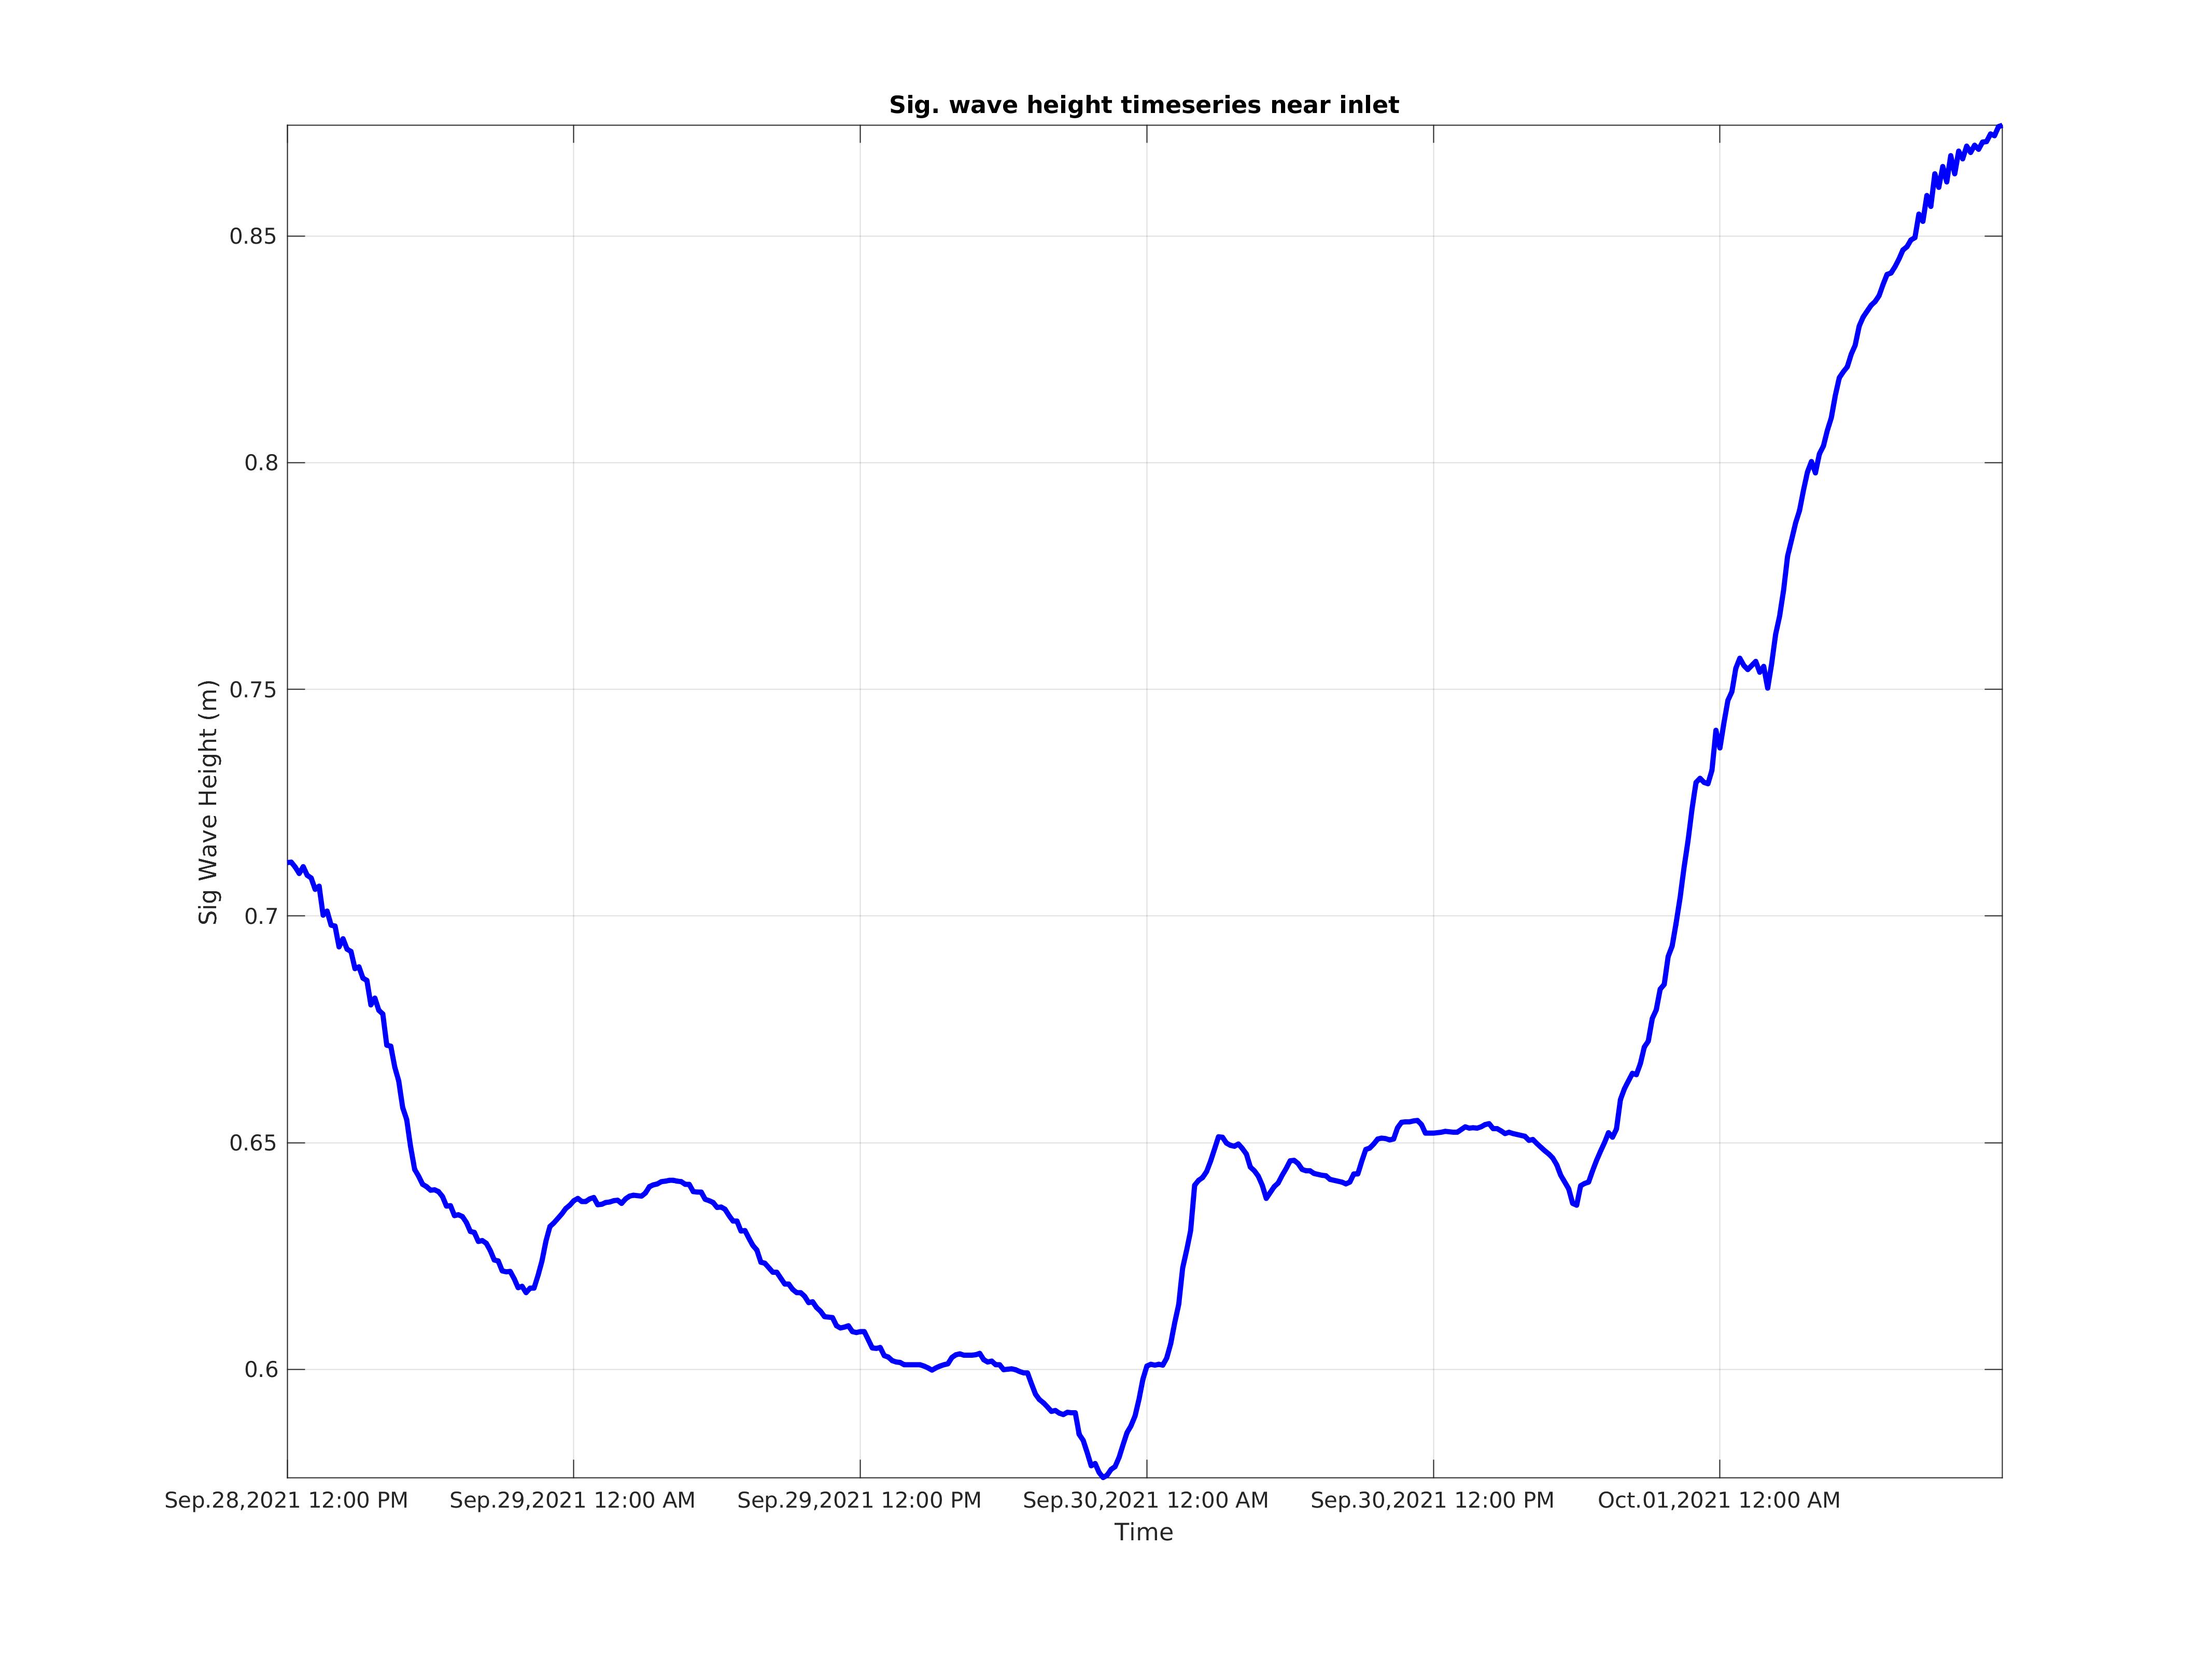 Sig. wave height timeseries near inlet
0.85
0.8
0.75
0.7
0.65
0.6
Sig Wave Height (m)
Sep.28,2021 12:00 PM
Sep.29,2021 12:00 AM
Sep.29,2021 12:00 PM
Sep.30,2021 12:00 AM
Sep.30,2021 12:00 PM
Oct.01,2021 12:00 AM
Time